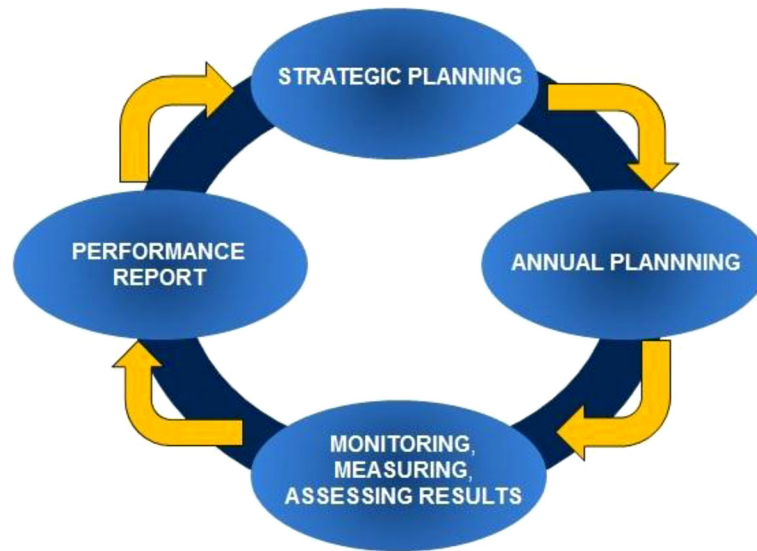 STRATEGIC PLANNING
PERFORMANCE
REPORT
ANNUAL PLANNNING
MONITORING,
MEASURING,
ASSESSING RESULTS